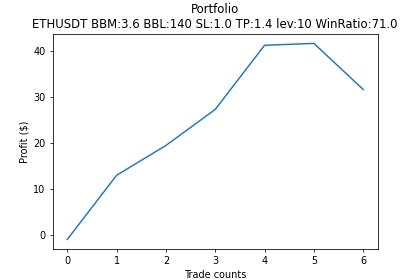 Portfolio
ETHUSDT BBM:3.6 BBL:140 SL:1.0 TP:1.4 lev:10 WinRatio:71.0
40
30
20
10
0
Profit ($)
0 1 2 3 4 5 6
Trade counts